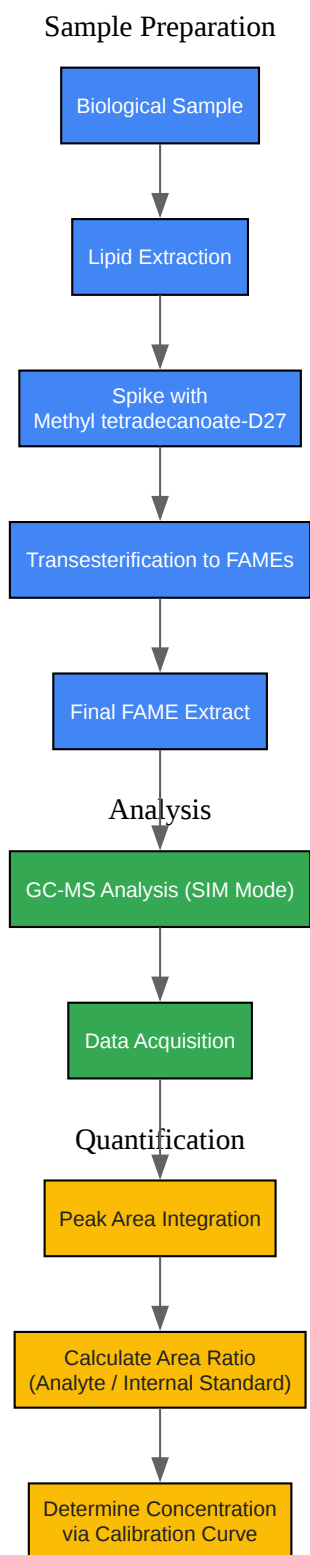 Sample Preparation
Biological Sample
Lipid Extraction
Spike with
Methyl tetradecanoate-D27
Transesterification to FAMEs
Final FAME Extract
Analysis
GC-MS Analysis (SIM Mode)
Data Acquisition
Quantification
Peak Area Integration
Calculate Area Ratio
(Analyte / Internal Standard)
Determine Concentration
via Calibration Curve